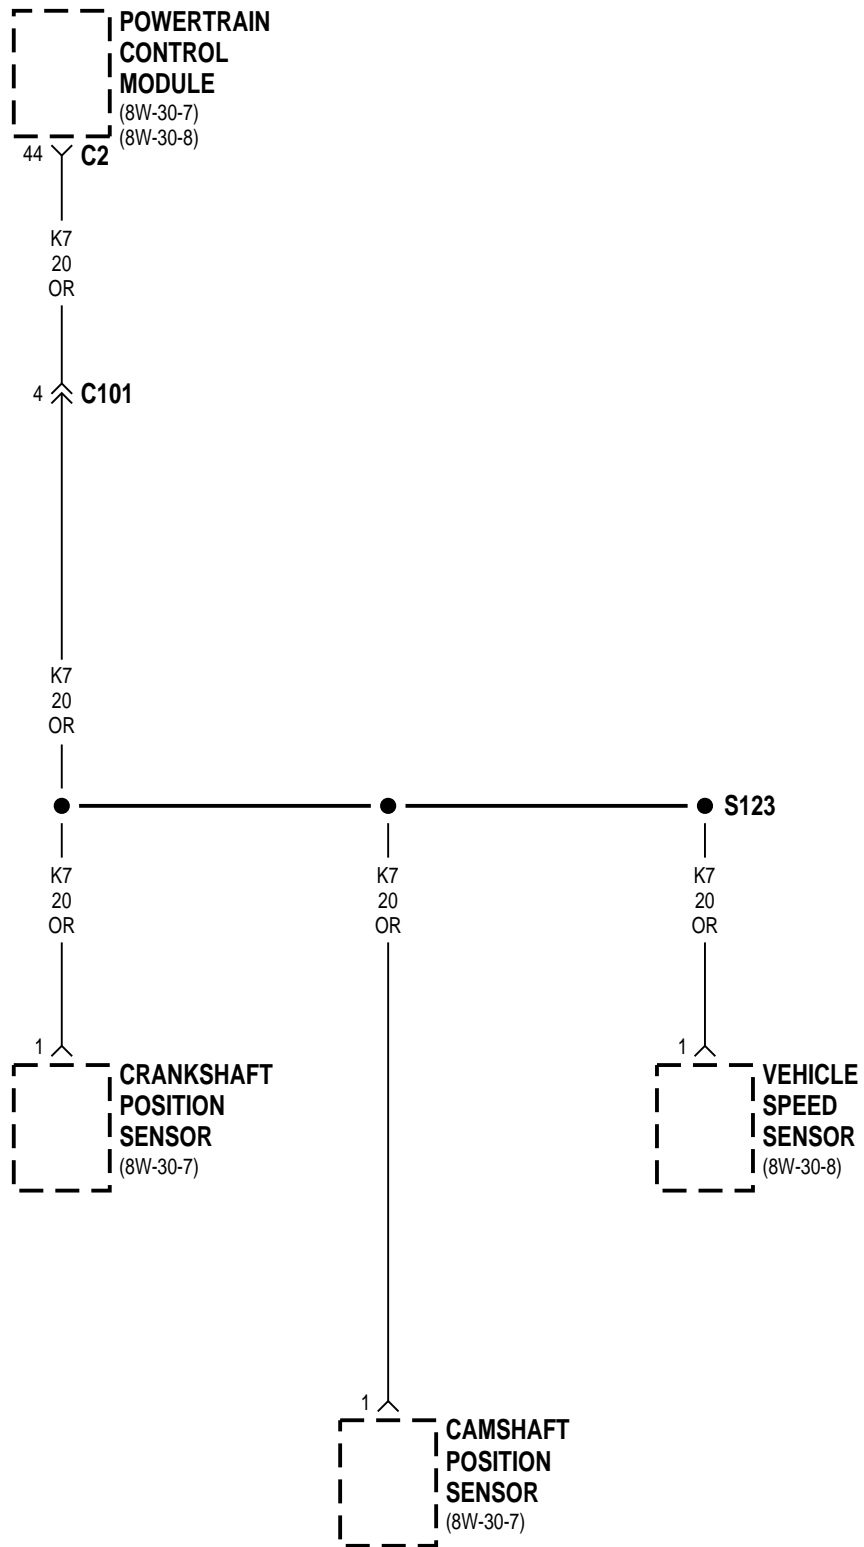 POWERTRAIN
CONTROL
MODULE
(8W-30-7)
(8W-30-8)
44
C2
K7
20
OR
4
C101
K7
20
OR
S123
K7
20
OR
K7
20
OR
K7
20
OR
1
CRANKSHAFT
POSITION
SENSOR
(8W-30-7)
1
VEHICLE
SPEED
SENSOR
(8W-30-8)
1
CAMSHAFT
POSITION
SENSOR
(8W-30-7)